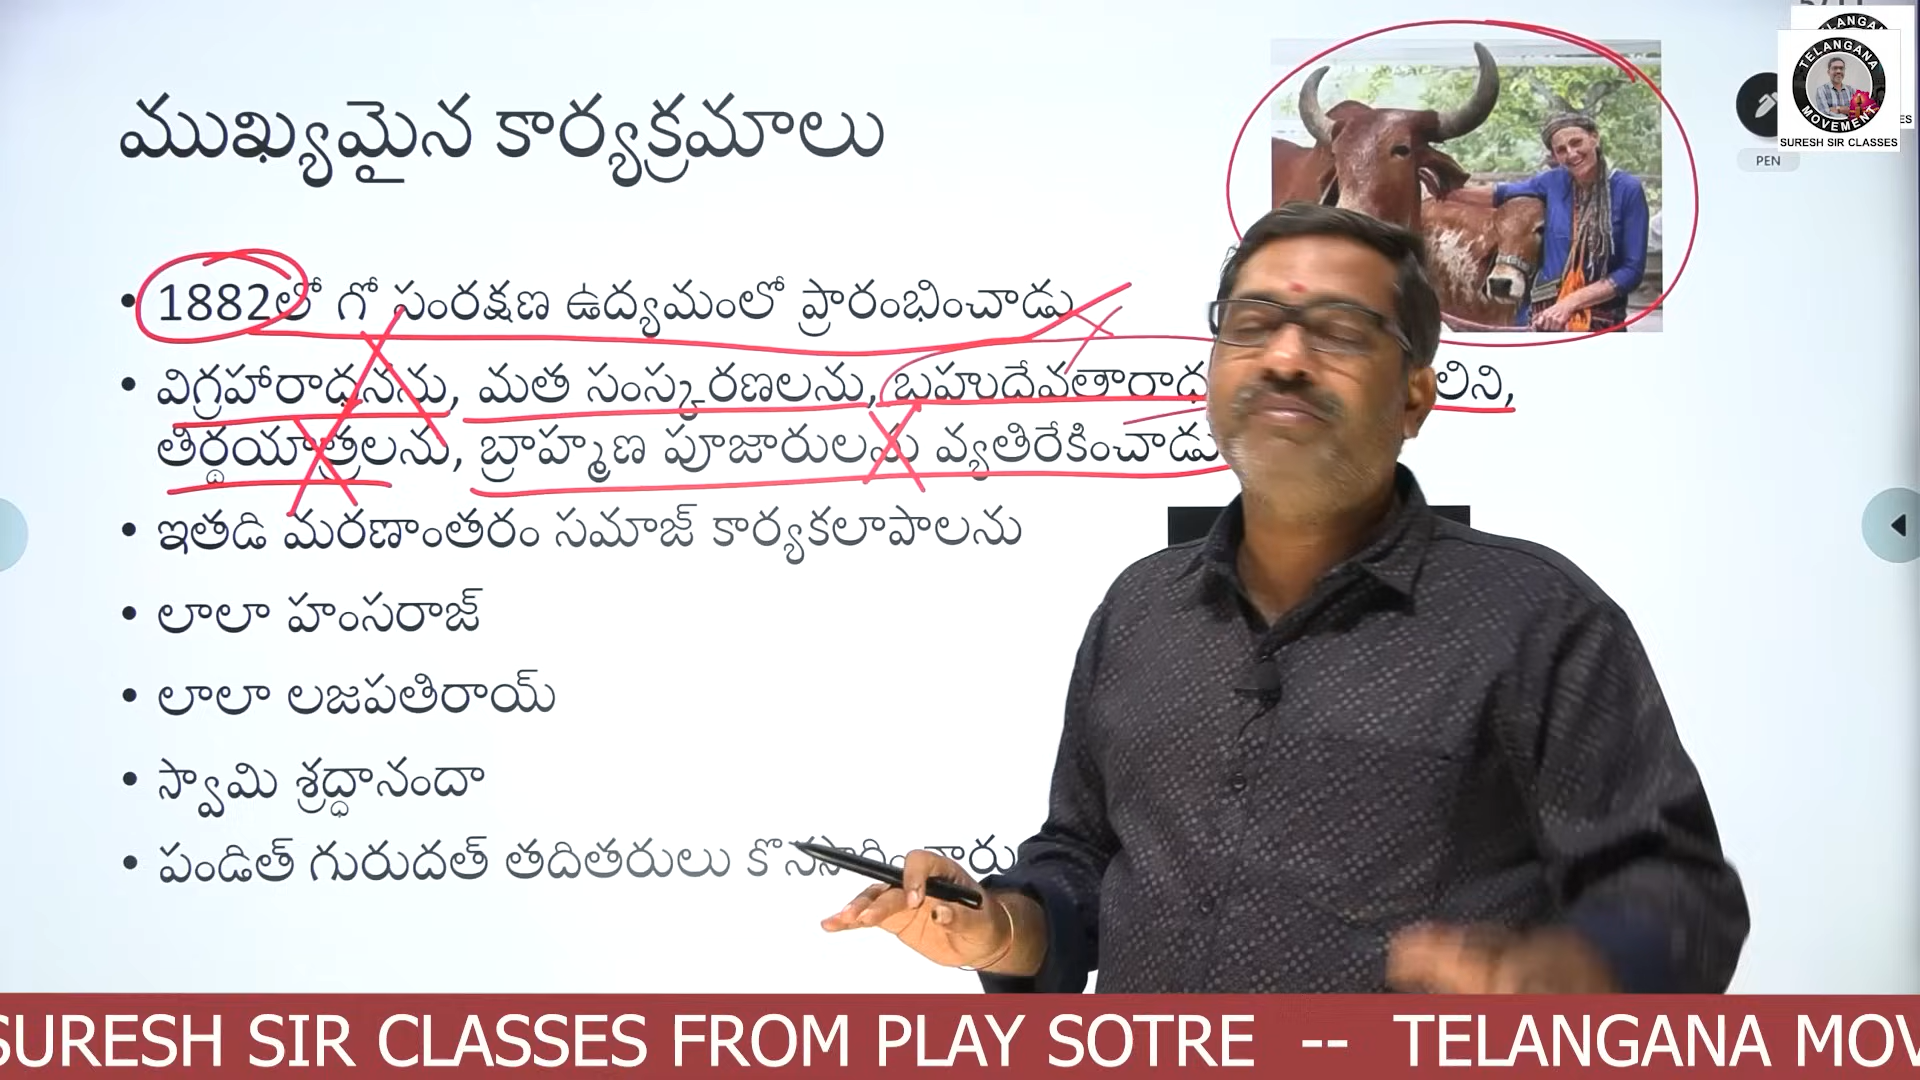 ముఖ్యమైన కార్యక్రమాలు
TELANGANA
MOVEMENT
SURESH SIR CLASSES
PEN
• 1882లో గో సంరక్షణ ఉద్యమంలో ప్రారంభించాడు
• విగ్రహారాధనను, మత సంస్కరణలను,
తీర్థయాత్రలను, బ్రాహ్మణ పూజారులను వ్యతిరేకించాడు
• ఇతడి మరణాంతరం సమాజ్ కార్యకలాపాలను
• లాలా హంసరాజ్
• లాలా లజపతిరాయ్
• స్వామి శ్రద్ధానందా
• పండిత్ గురుదత్ తదితరులు
SURESH SIR CLASSES FROM PLAY SOTRE -- TELANGANA MOV